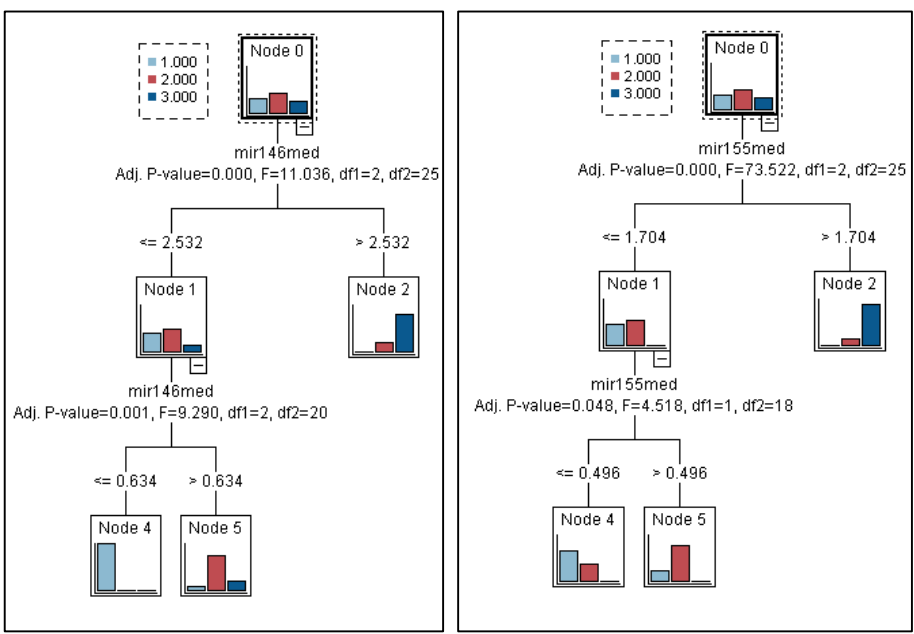 Node 0
1.000
2.000
3.000
mir146med
Adj. P-value=0.000, F=11.036, df1=2, df2=25
<= 2.532
> 2.532
Node 1
Node 2
mir146med
Adj. P-value=0.001, F=9.290, df1=2, df2=20
<= 0.634
> 0.634
Node 4
Node 5
Node 0
1.000
2.000
3.000
mir155med
Adj. P-value=0.000, F=73.522, df1=2, df2=25
<= 1.704
> 1.704
Node 1
Node 2
mir155med
Adj. P-value=0.048, F=4.518, df1=1, df2=18
<= 0.496
> 0.496
Node 4
Node 5